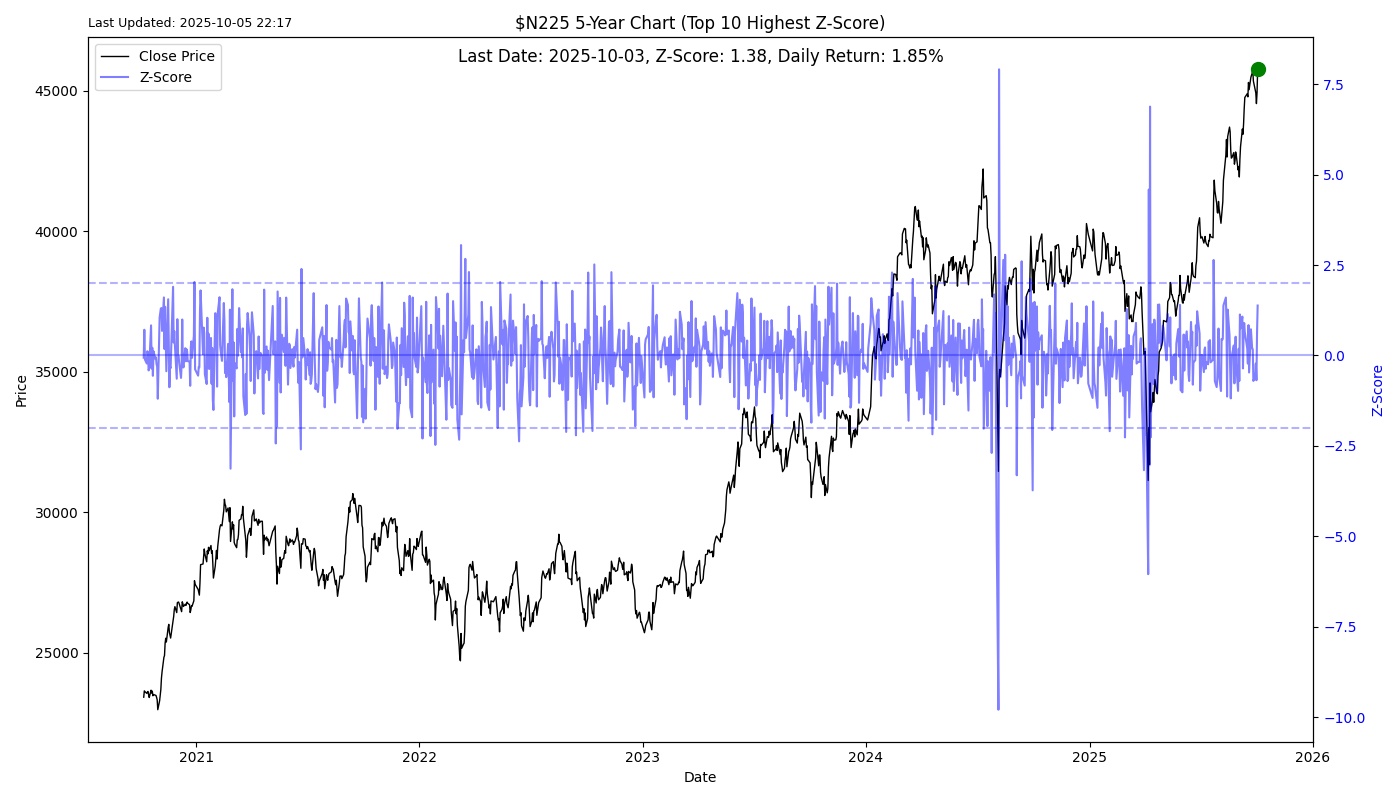 Last Updated: 2025-10-05 22:17
$N225 5-Year Chart (Top 10 Highest Z-Score)
Last Date: 2025-10-03, Z-Score: 1.38, Daily Return: 1.85%
Close Price
Z-Score
45000
40000
35000
30000
25000
Price
7.5
5.0
2.5
0.0
−2.5
−5.0
−7.5
−10.0
Z-Score
2021
2022
2023
2024
2025
2026
Date